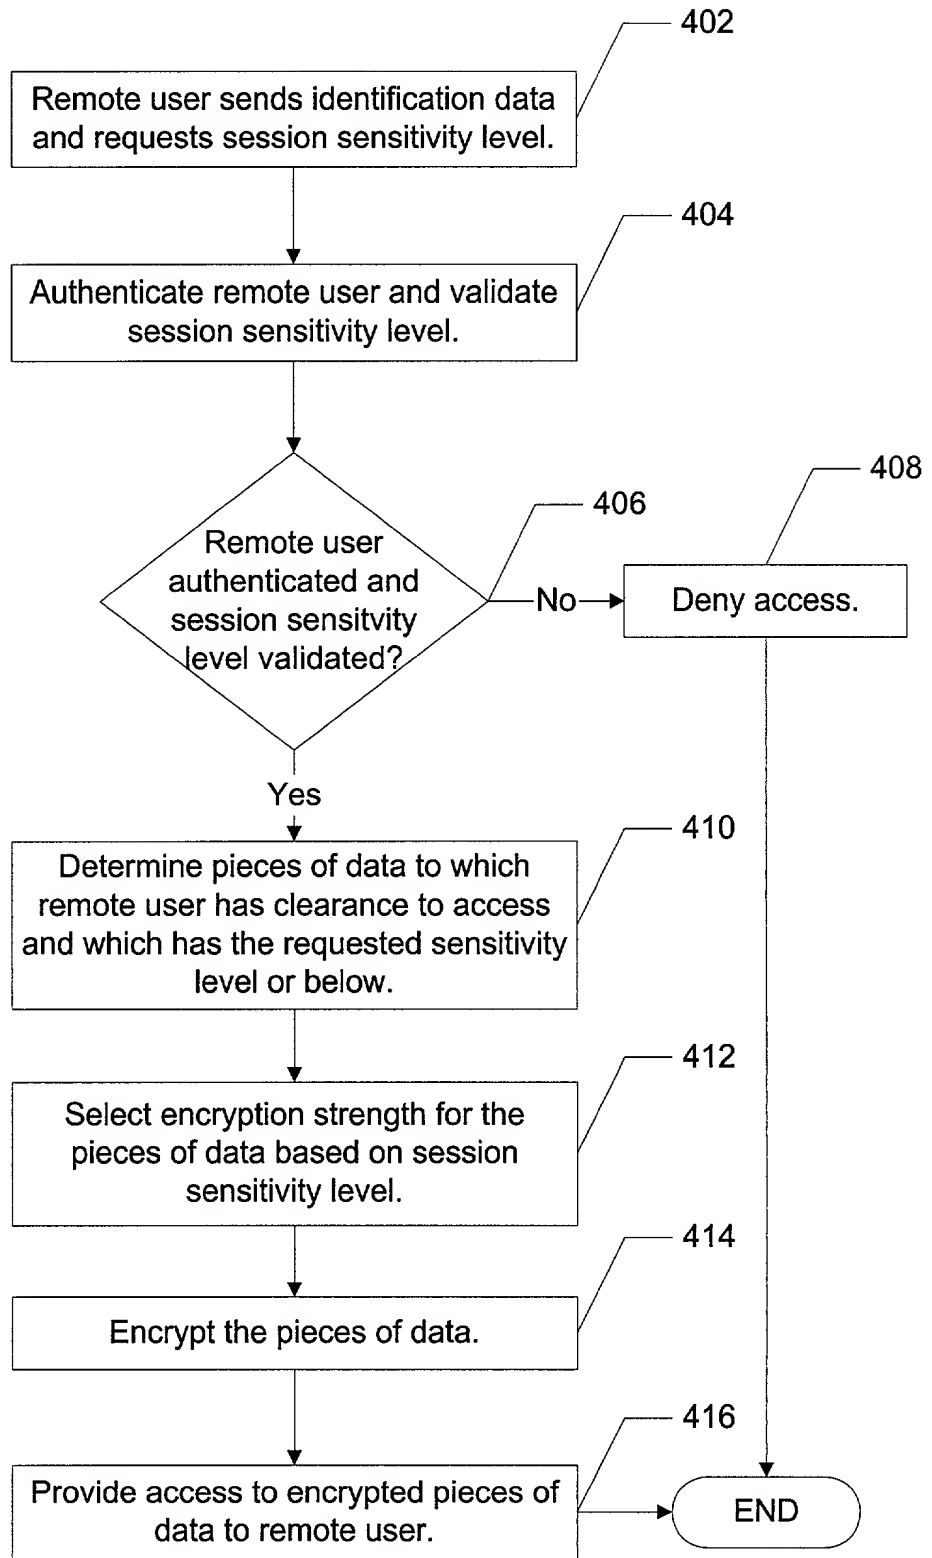 402
Remote user sends identification data
and requests session sensitivity level.
404
Authenticate remote user and validate
session sensitivity level.
406
Remote user
authenticated and
session sensitvity
level validated?
No
408
Deny access.
Yes
410
Determine pieces of data to which
remote user has clearance to access
and which has the requested sensitivity
level or below.
412
Select encryption strength for the
pieces of data based on session
sensitivity level.
414
Encrypt the pieces of data.
416
Provide access to encrypted pieces of
data to remote user.
END